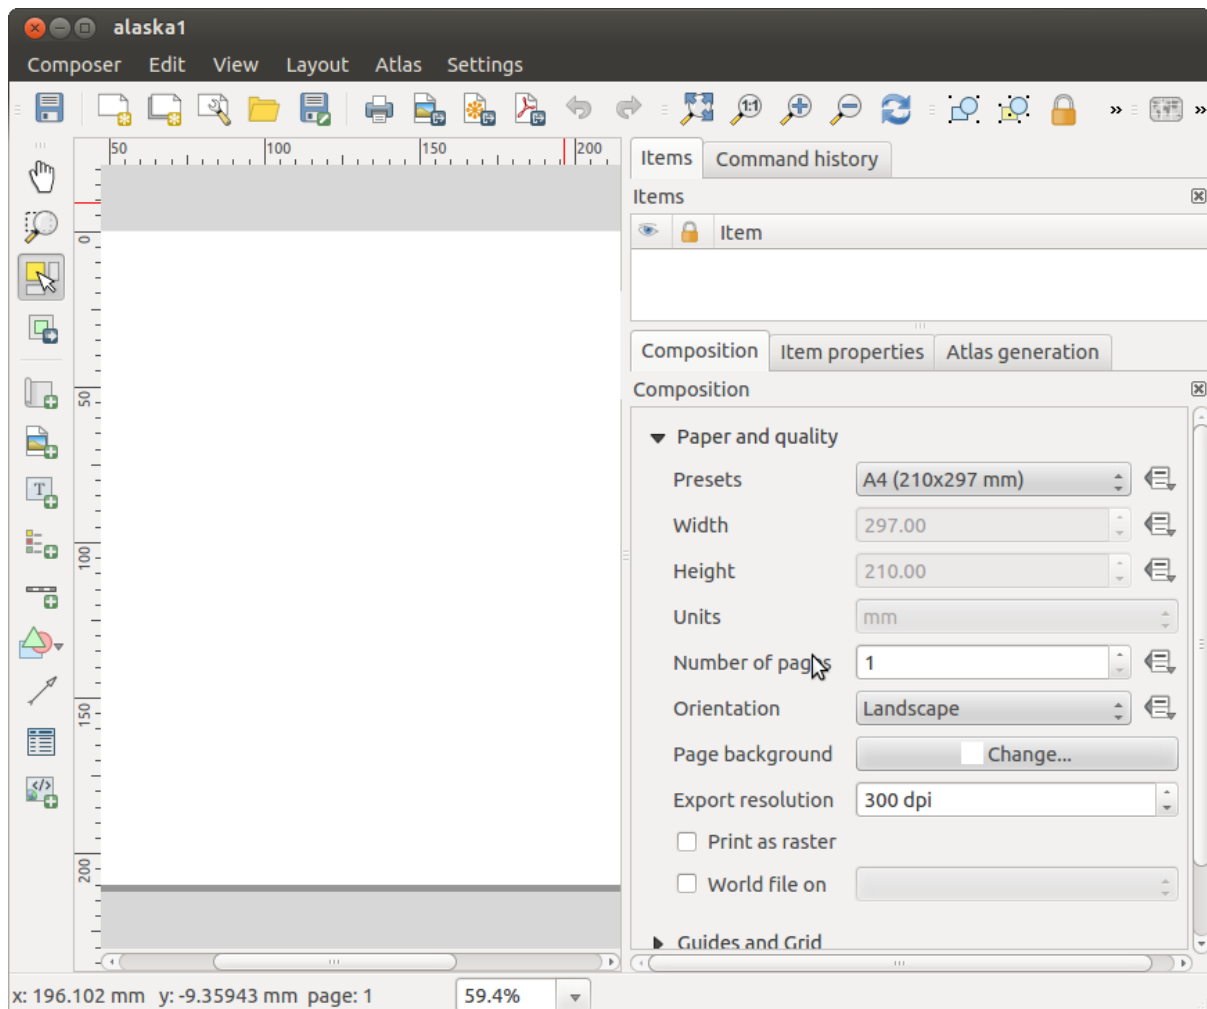 alaska1
Composer Edit View Layout Atlas Settings
1:1
50 100 150 200
Items Command history
Items
Item
Composition Item properties Atlas generation
Composition
Paper and quality
Presets A4 (210x297 mm)
Width 297.00
Height 210.00
Units mm
Number of pages 1
Orientation Landscape
Page background Change...
Export resolution 300 dpi
Print as raster
World file on
Guides and Grid
0
50
100
150
200
T
</>
x: 196.102 mm y: -9.35943 mm page: 1 59.4%